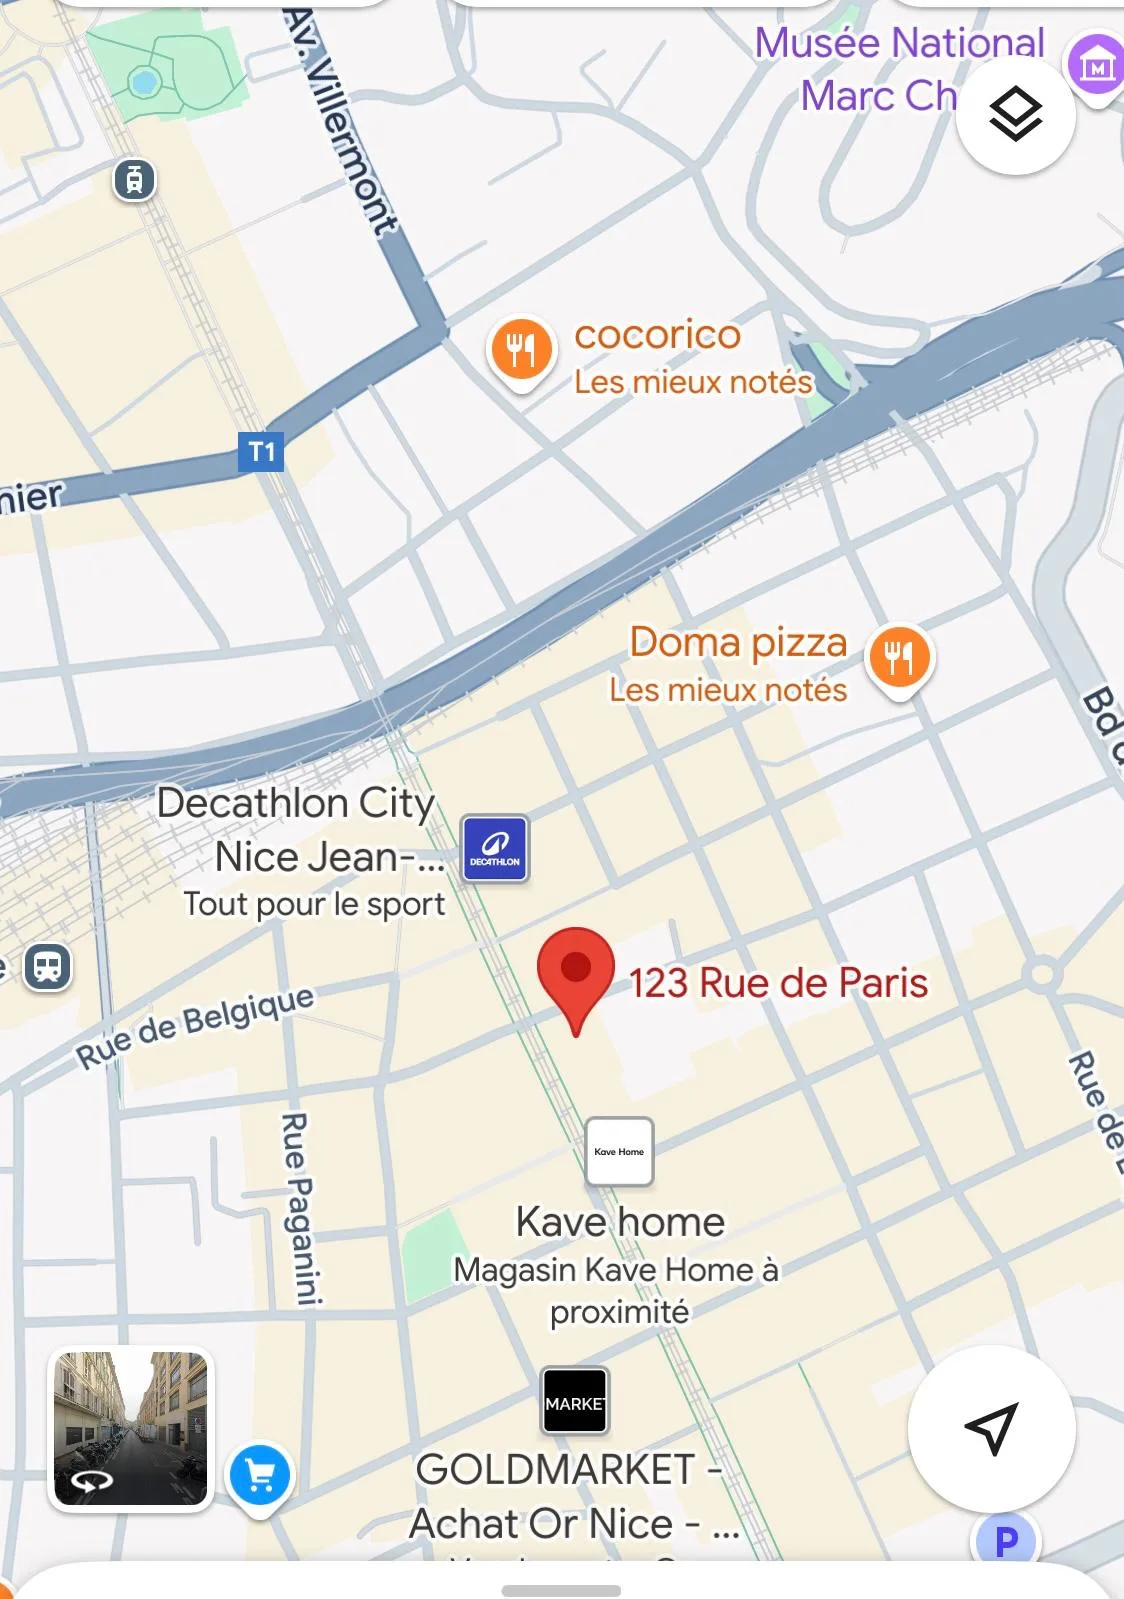 Av. Villermont
Musée National
Marc Ch
cocorico
Les mieux notés
T1
nier
Doma pizza
Les mieux notés
Bd d
Decathlon City
Nice Jean-...
Tout pour le sport
DECATHLON
e
123 Rue de Paris
Rue de Belgique
Rue de
Kave Home
Rue Paganini
Kave home
Magasin Kave Home à
proximité
MARKET
GOLDMARKET -
Achat Or Nice - ...
P